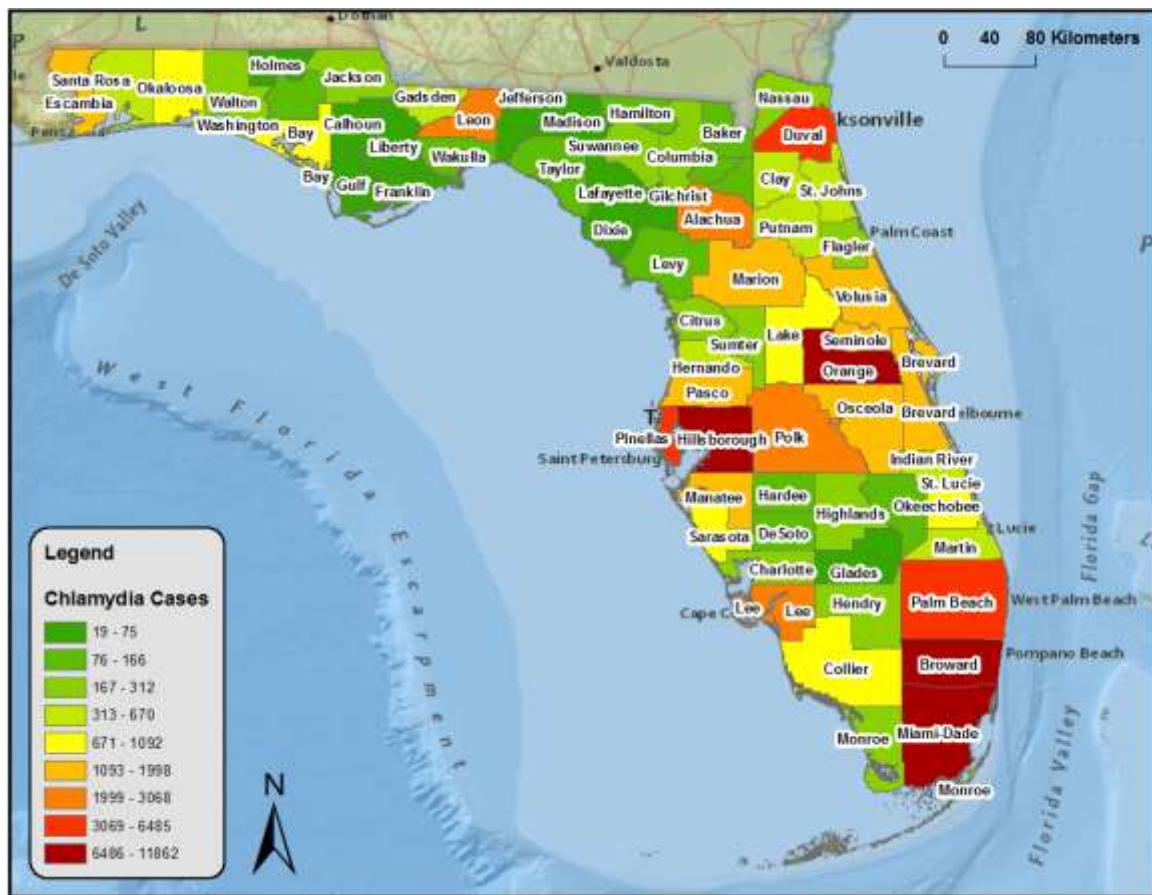 Dothan
L
P
0 40 80 Kilometers
Valdosta
Holmes
Santa Rosa
Okaloosa
Jackson
Escambia
Walton
Gadsden
Jefferson
Hamilton
Nassau
Washington
Bay
Calhoun
Leon
Madison
Baker
Duval
ksonville
Liberty
Wakulla
Suwannee
Columbia
Bay
Gulf
Franklin
Taylor
Lafayette
Gilchrist
Clay
St. Johns
Alachua
Dixie
Putnam
Palm Coast
Flagler
De Soto Valley
Levy
Marion
Volusia
Citrus
Lake
Sumter
Seminole
Brevard
Hernando
Orange
Pasco
Osceola
Brevard
elbourne
Pinellas
Hillsborough
Polk
Saint Petersburg
Indian River
West Florida Escarpment
Manatee
Hardee
St. Lucie
Highlands
Okeechobee
Sarasota
DeSoto
t Lucie
Martin
Florida Gap
Charlotte
Glades
Cape C
Lee
Lee
Hendry
Palm Beach
West Palm Beach
Collier
Broward
Pompano Beach
Monroe
Miami-Dade
Monroe
Florida Valley
N
Legend
Chlamydia Cases
19 - 75
76 - 166
167 - 312
313 - 670
671 - 1092
1093 - 1998
1999 - 3068
3069 - 6485
6486 - 11862